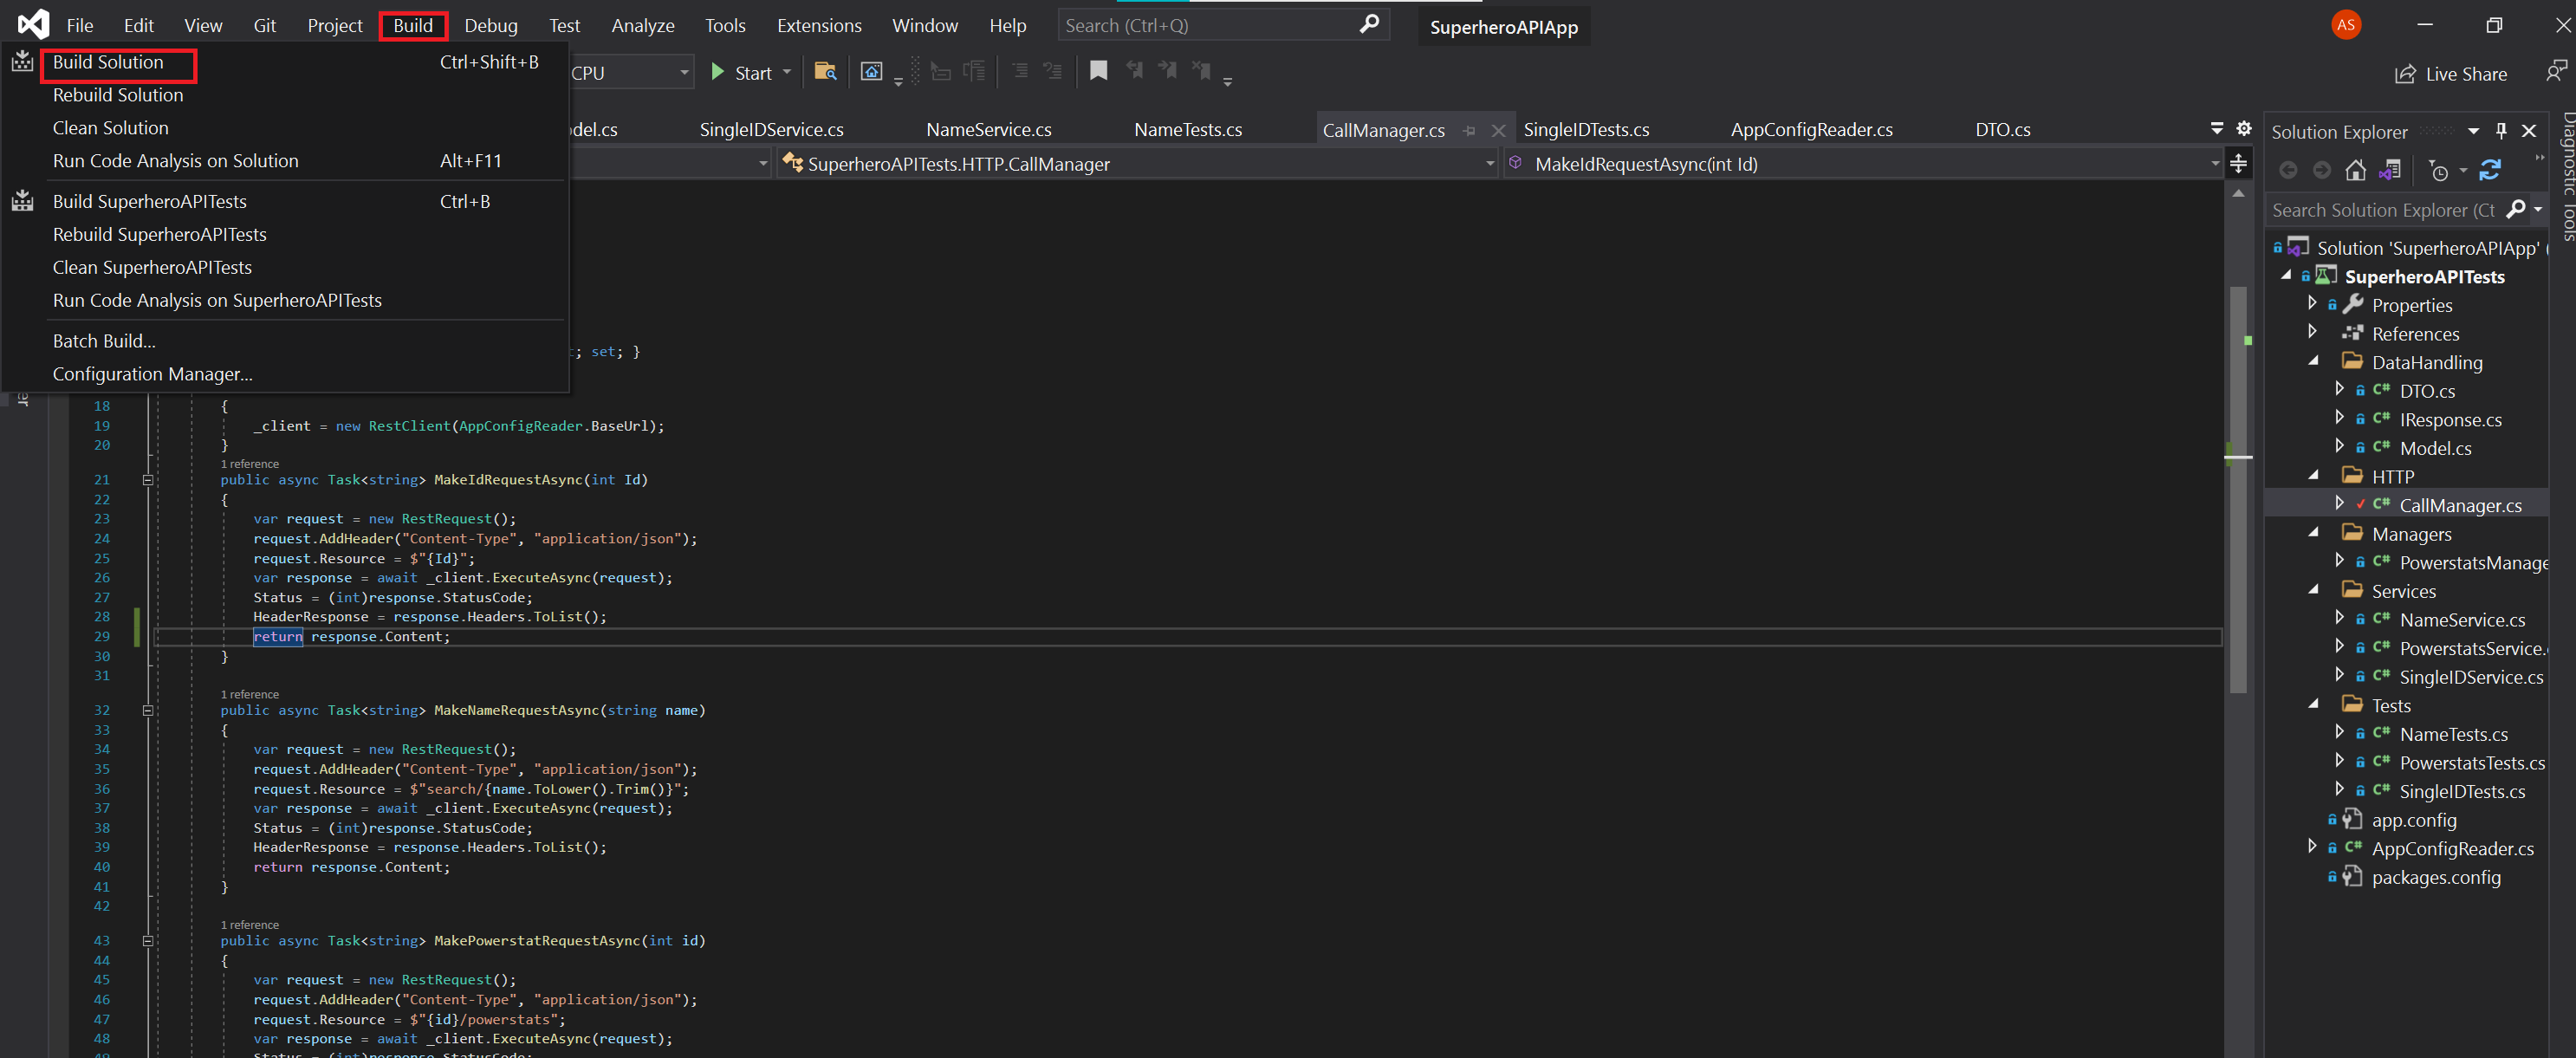 File Edit View Git Project Build Debug Test Analyze Tools Extensions Window Help Search (Ctrl+Q) SuperheroAPIApp AS
Build Solution Ctrl+Shift+B
Rebuild Solution
Clean Solution
Run Code Analysis on Solution Alt+F11
Build SuperheroAPITests Ctrl+B
Rebuild SuperheroAPITests
Clean SuperheroAPITests
Run Code Analysis on SuperheroAPITests
Batch Build...
Configuration Manager...
CPU Start Live Share
del.cs SingleIDService.cs NameService.cs NameTests.cs CallManager.cs SingleIDTests.cs AppConfigReader.cs DTO.cs
SuperheroAPITests.HTTP.CallManager MakeIdRequestAsync(int Id)
; set; }
18 {
19 _client = new RestClient(AppConfigReader.BaseUrl);
20 }
1 reference
21 public async Task<string> MakeIdRequestAsync(int Id)
22 {
23 var request = new RestRequest();
24 request.AddHeader("Content-Type", "application/json");
25 request.Resource = $"{Id}";
26 var response = await _client.ExecuteAsync(request);
27 Status = (int)response.StatusCode;
28 HeaderResponse = response.Headers.ToList();
29 return response.Content;
30 }
31
1 reference
32 public async Task<string> MakeNameRequestAsync(string name)
33 {
34 var request = new RestRequest();
35 request.AddHeader("Content-Type", "application/json");
36 request.Resource = $"search/{name.ToLower().Trim()}";
37 var response = await _client.ExecuteAsync(request);
38 Status = (int)response.StatusCode;
39 HeaderResponse = response.Headers.ToList();
40 return response.Content;
41 }
42
1 reference
43 public async Task<string> MakePowerstatRequestAsync(int id)
44 {
45 var request = new RestRequest();
46 request.AddHeader("Content-Type", "application/json");
47 request.Resource = $"{id}/powerstats";
48 var response = await _client.ExecuteAsync(request);
49 Status = (int)response.StatusCode;
Solution Explorer
Search Solution Explorer (Ct
Solution 'SuperheroAPIApp' (
SuperheroAPITests
Properties
References
DataHandling
C# DTO.cs
C# IResponse.cs
C# Model.cs
HTTP
C# CallManager.cs
Managers
C# PowerstatsManage
Services
C# NameService.cs
C# PowerstatsService.
C# SingleIDService.cs
Tests
C# NameTests.cs
C# PowerstatsTests.cs
C# SingleIDTests.cs
app.config
C# AppConfigReader.cs
packages.config
Diagnostic Tools